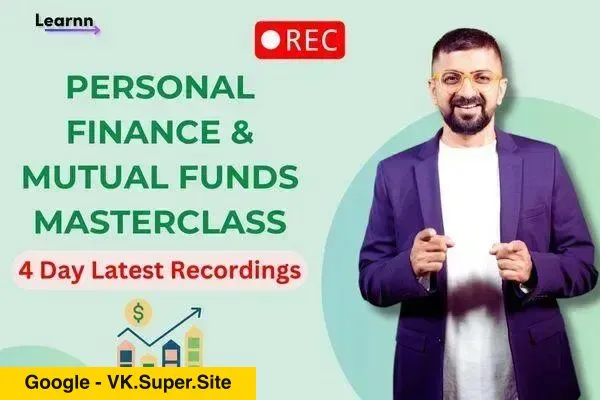 Learnn
REC
PERSONAL
FINANCE &
MUTUAL FUNDS
MASTERCLASS
4 Day Latest Recordings
$
Google - VK.Super.Site